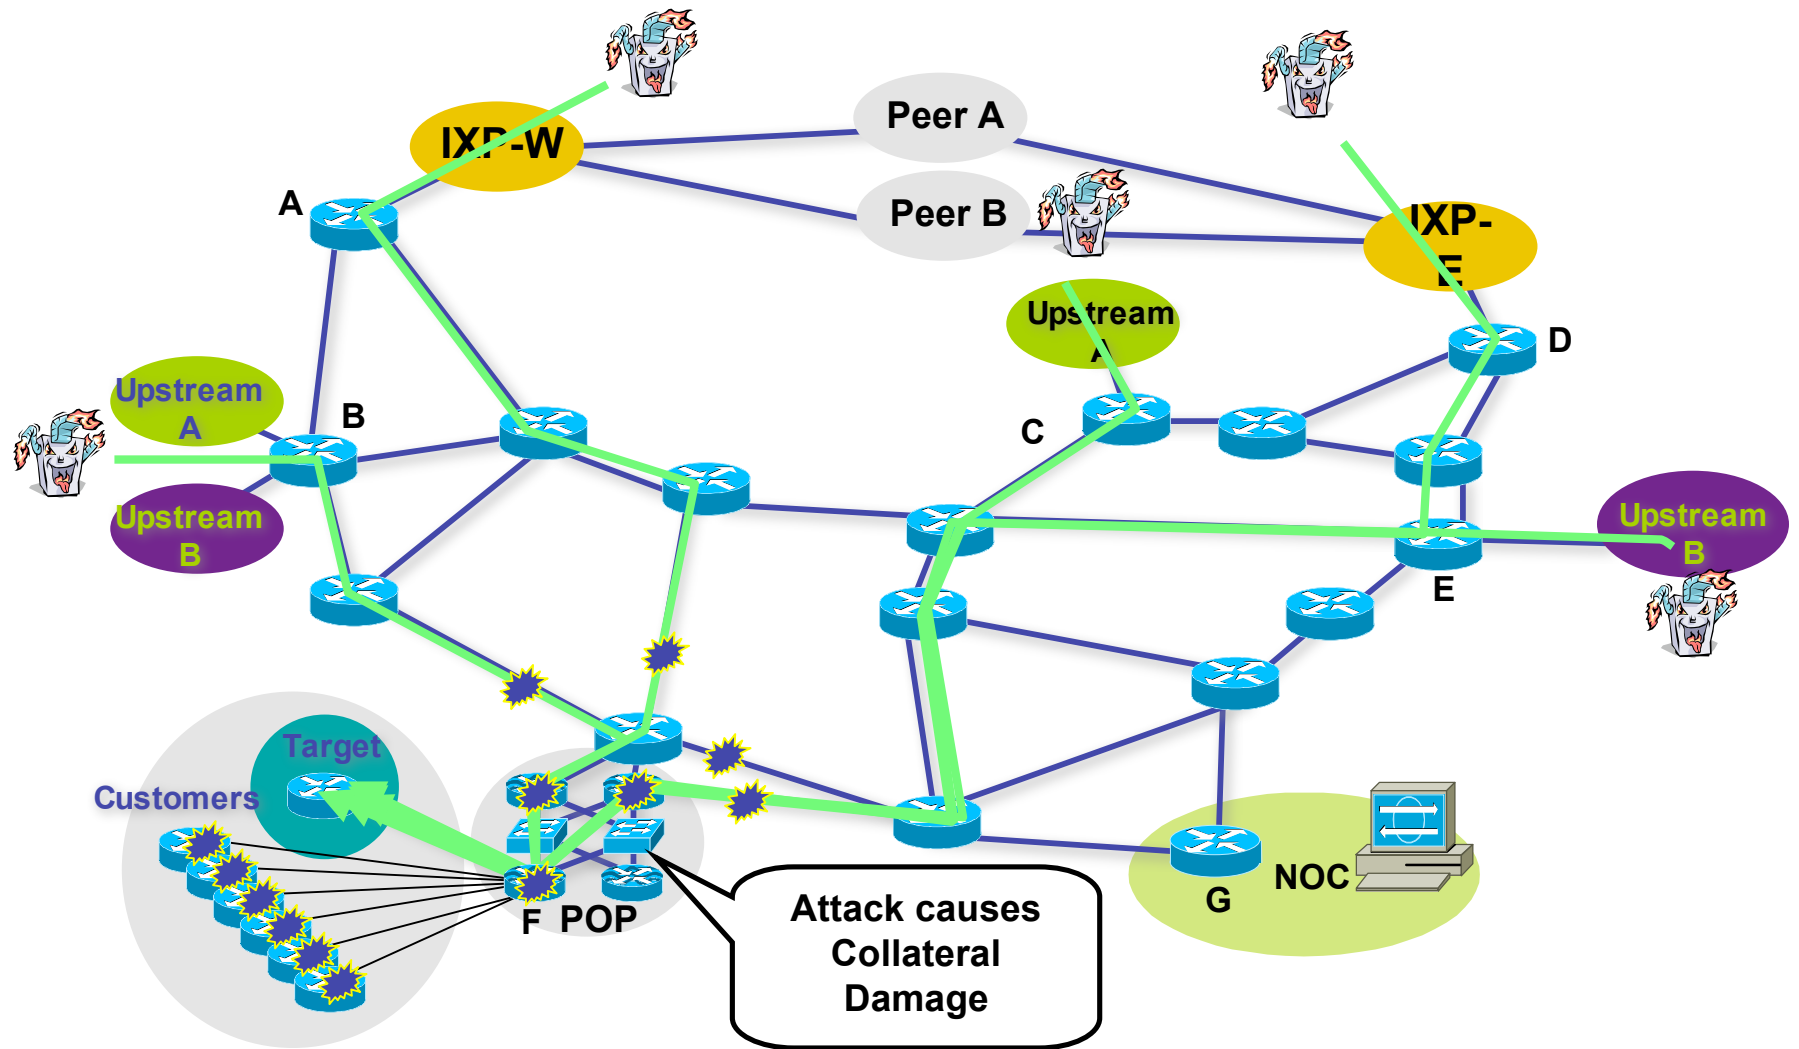 Peer A
IXP-W
A
Peer B
IXP-
E
Upstream
A
D
Upstream
A
B
C
Upstream
B
Upstream
B
E
Target
Customers
NOC
G
F
POP
Attack causes
Collateral
Damage